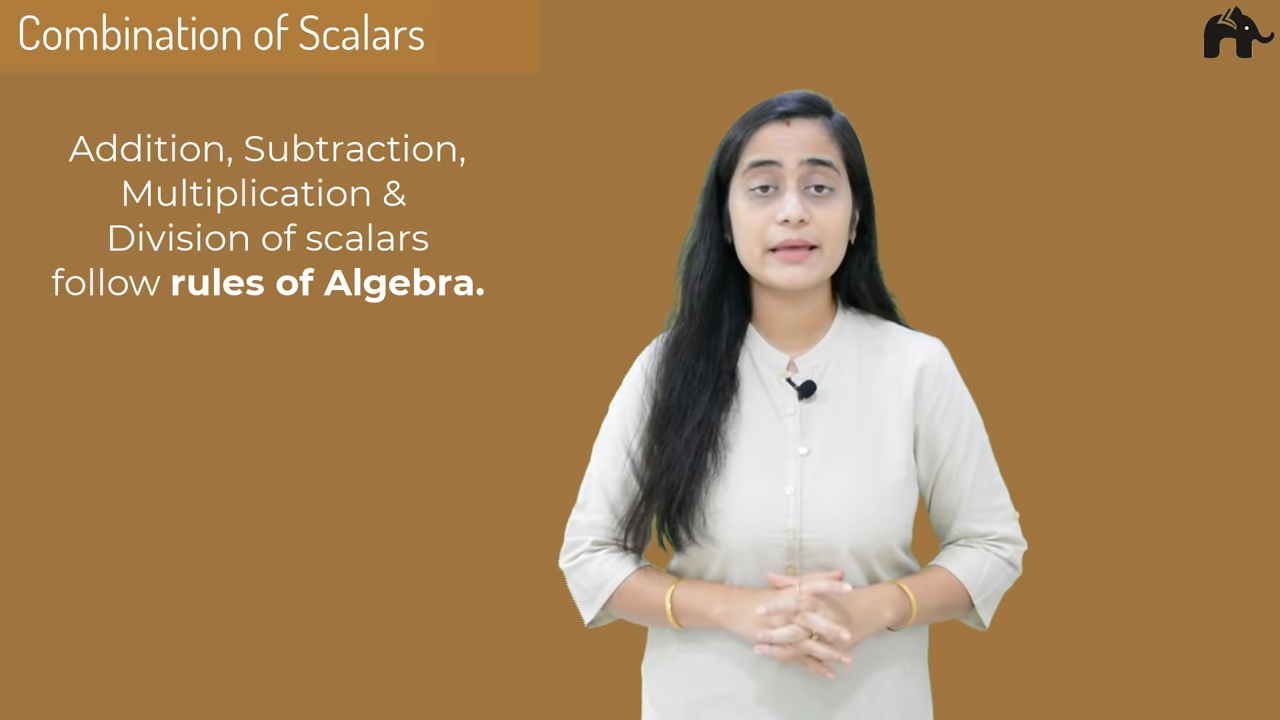 Combination of Scalars
Addition, Subtraction,
Multiplication &
Division of scalars
follow rules of Algebra.